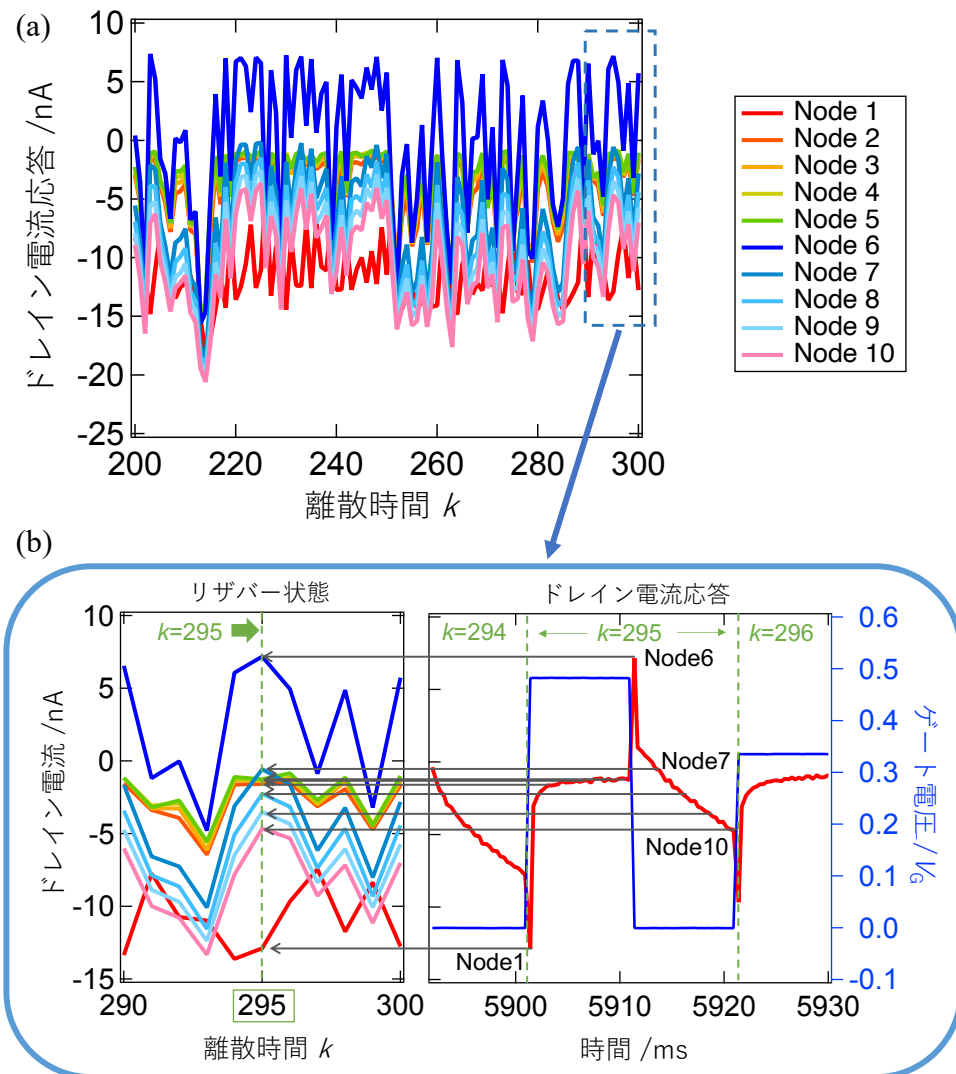 (a)
10
5
0
-5
-10
-15
-20
-25
ドレイン電流応答 /nA
200
220
240
260
280
300
離散時間 k
Node 1
Node 2
Node 3
Node 4
Node 5
Node 6
Node 7
Node 8
Node 9
Node 10
(b)
リザバー状態
ドレイン電流応答
10
5
0
-5
-10
-15
ドレイン電流 /nA
k=295
290
295
300
離散時間 k
k=294
k=295
k=296
Node6
Node7
Node10
Node1
5900
5910
5920
5930
時間 /ms
0.6
0.5
0.4
0.3
0.2
0.1
0.0
-0.1
ゲート電圧/VG